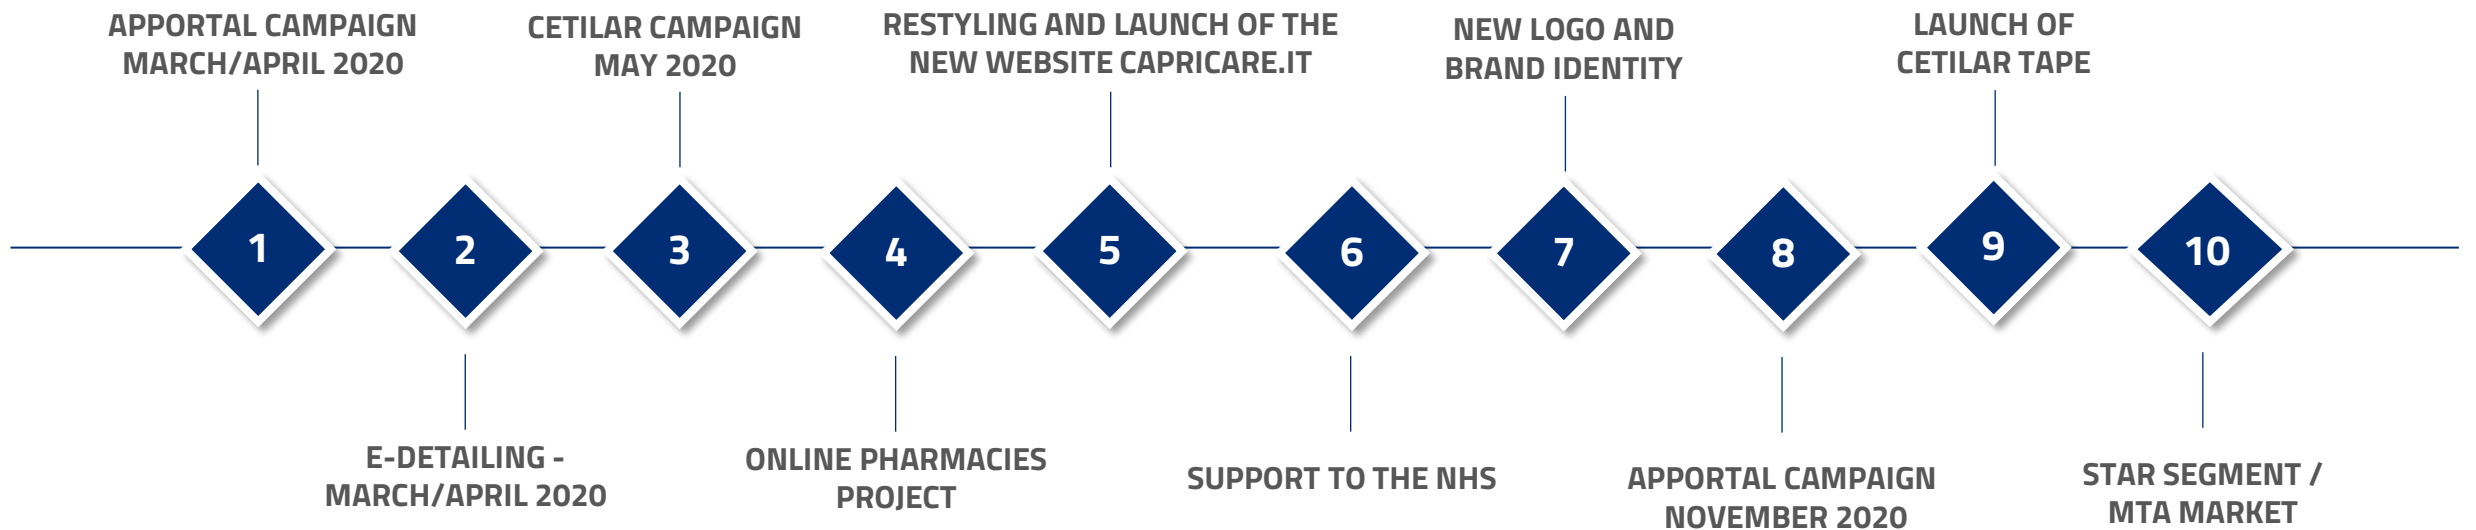 APPORTAL CAMPAIGN
MARCH/APRIL 2020
CETILAR CAMPAIGN
MAY 2020
RESTYLING AND LAUNCH OF THE
NEW WEBSITE CAPRICARE.IT
NEW LOGO AND
BRAND IDENTITY
LAUNCH OF
CETILAR TAPE
1
2
3
4
5
6
7
8
9
10
E-DETAILING -
MARCH/APRIL 2020
ONLINE PHARMACIES
PROJECT
SUPPORT TO THE NHS
APPORTAL CAMPAIGN
NOVEMBER 2020
STAR SEGMENT /
MTA MARKET